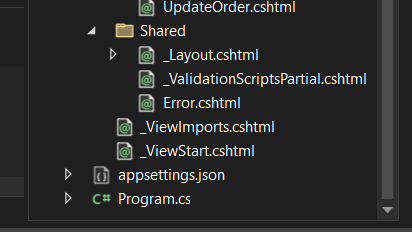 UpdateOrder.cshtml
Shared
_Layout.cshtml
_ValidationScriptsPartial.cshtml
Error.cshtml
_ViewImports.cshtml
_ViewStart.cshtml
appsettings.json
C# Program.cs